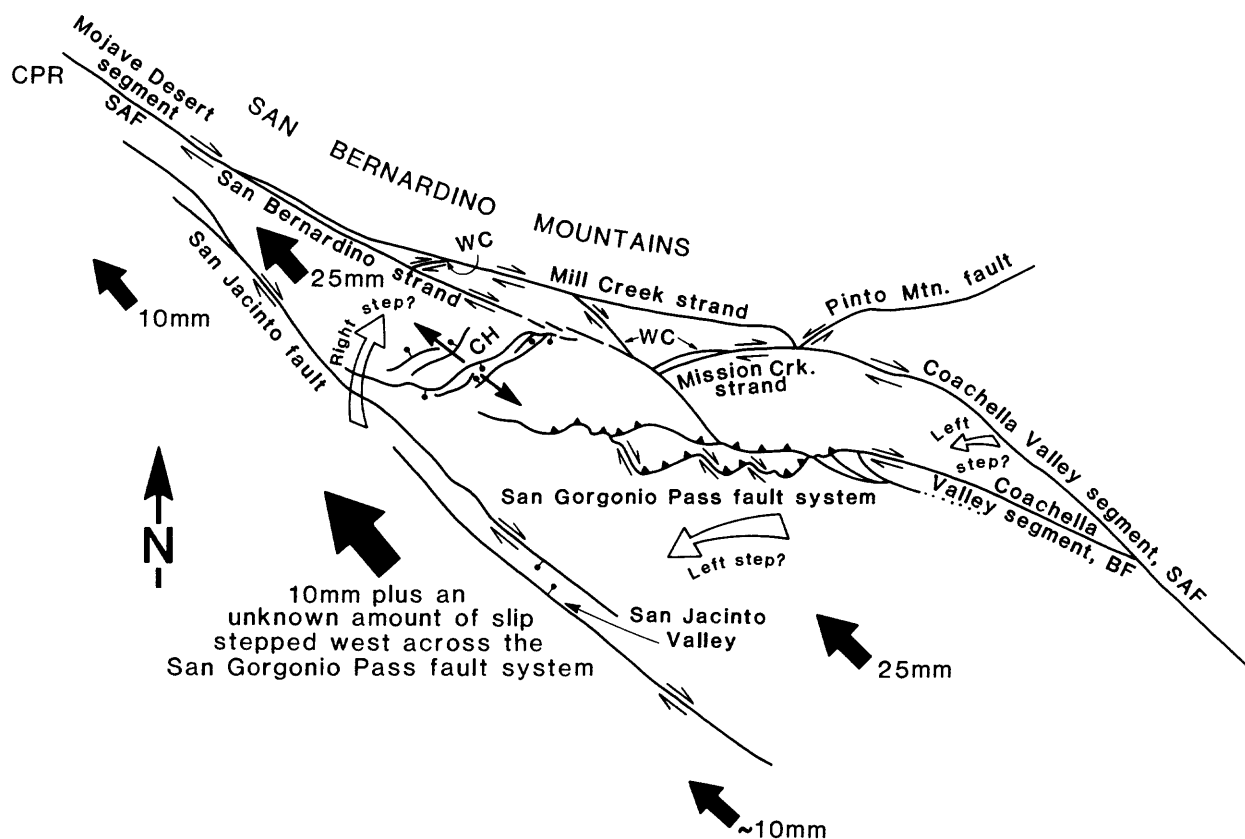 Mojave Desert
segment
CPR
SAF
SAN BERNARDINO MOUNTAINS
San Bernardino strand
WC
25mm
San Jacinto fault
10mm
Right
step?
CH
Mill Creek strand
Pinto Mtn. fault
WC
Mission Crk.
strand
Coachella Valley segment, SAF
Left
step?
Coachella
Valley segment, BF
San Gorgonio Pass fault system
Left step?
N
10mm plus an
unknown amount of slip
stepped west across the
San Gorgonio Pass fault system
San Jacinto
Valley
25mm
~10mm